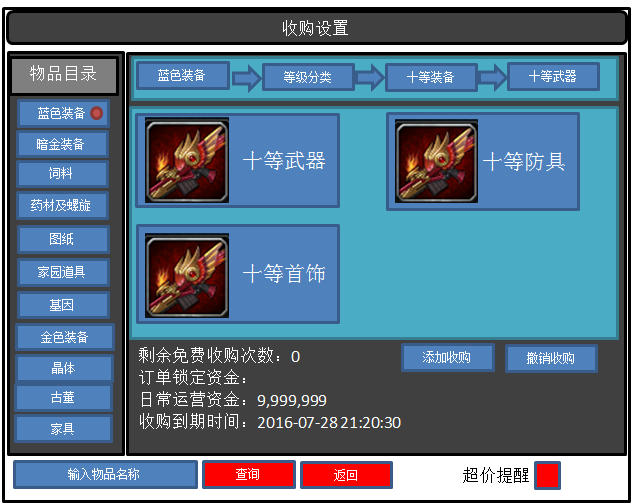 收购设置
物品目录
蓝色装备
暗金装备
饲料
药材及螺旋
图纸
家园道具
基因
金色装备
晶体
古董
家具
蓝色装备 等级分类 十等装备 十等武器
十等武器 十等防具
十等首饰
剩余免费收购次数：0
订单锁定资金：
日常运营资金：9,999,999
收购到期时间：2016-07-28 21:20:30
添加收购 撤销收购
输入物品名称 查询 返回 超价提醒